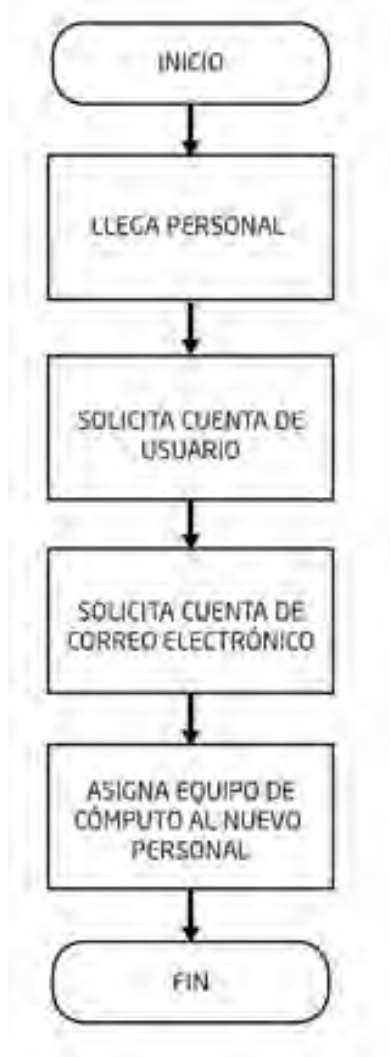 INICIO
LLEGA PERSONAL
SOLICITA CUENTA DE
USUARIO
SOLICITA CUENTA DE
CORREO ELECTRÓNICO
ASIGNA EQUIPO DE
CÓMPUTO AL NUEVO
PERSONAL
FIN